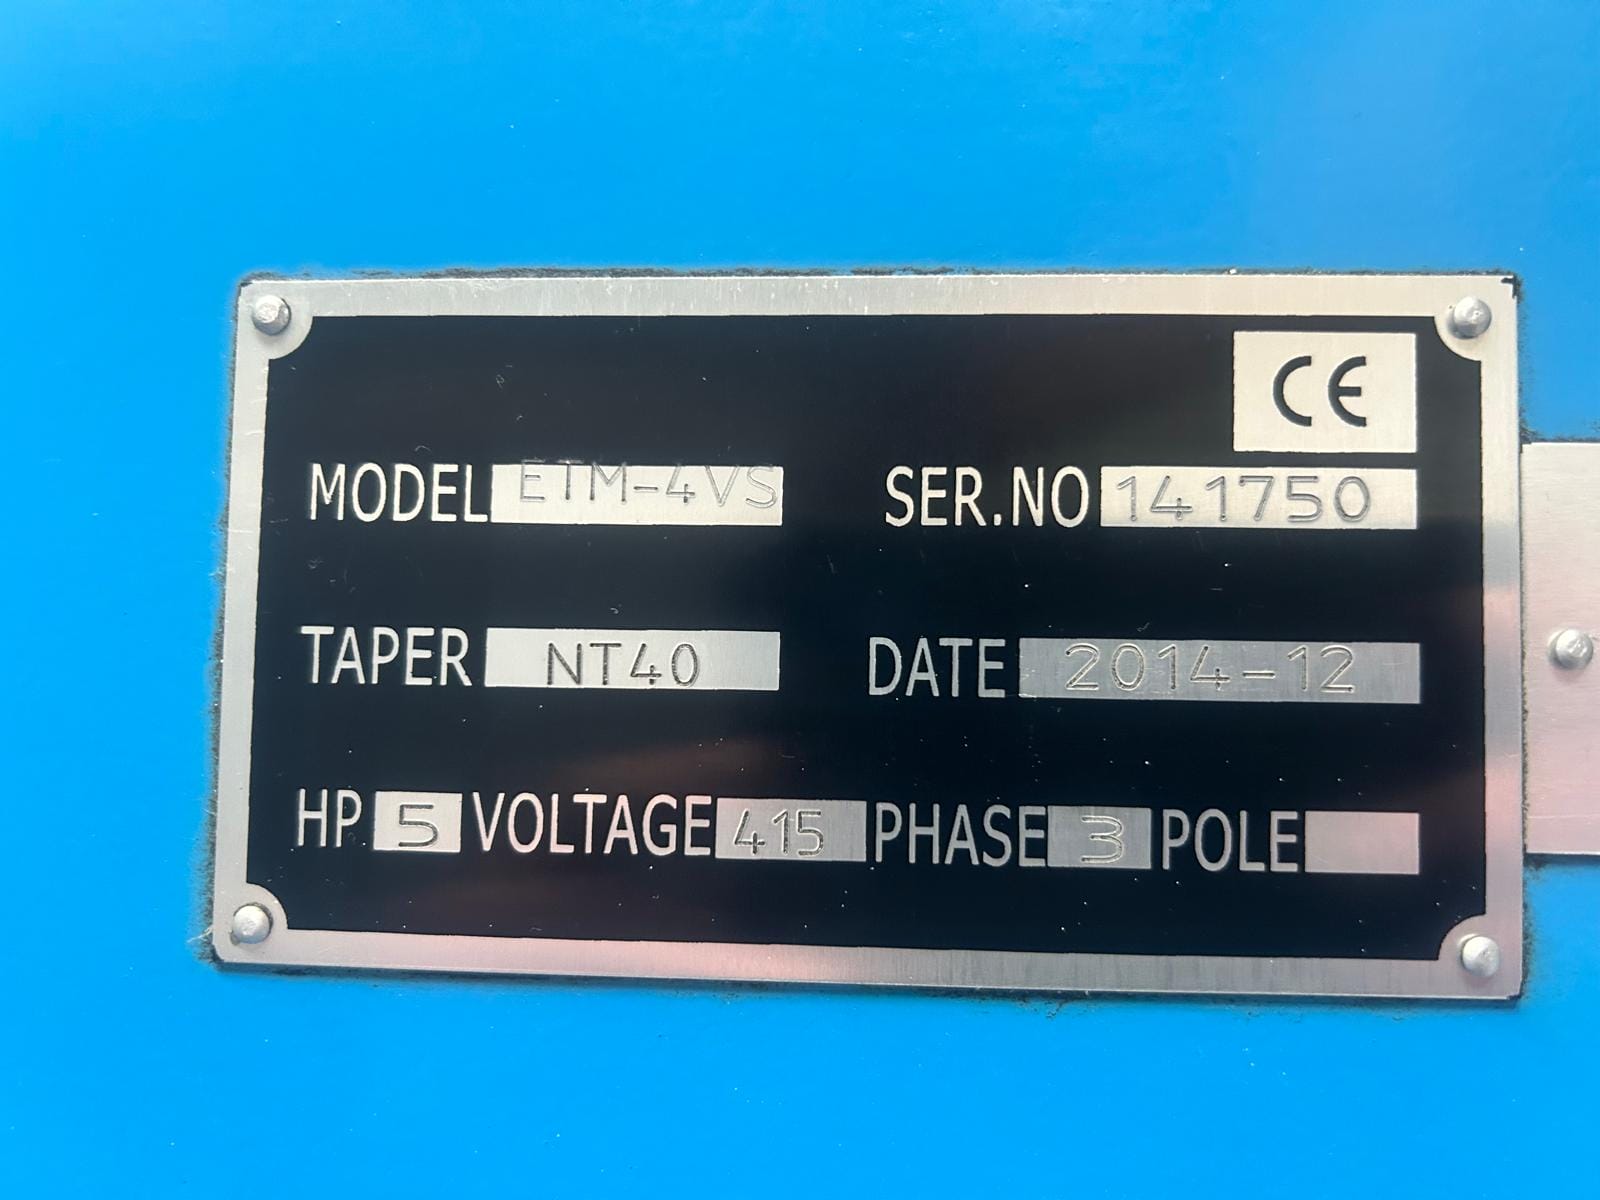 CE
MODEL ETM-4VS SER.NO 141750
TAPER NT40 DATE 2014-12
HP 5 VOLTAGE 415 PHASE 3 POLE